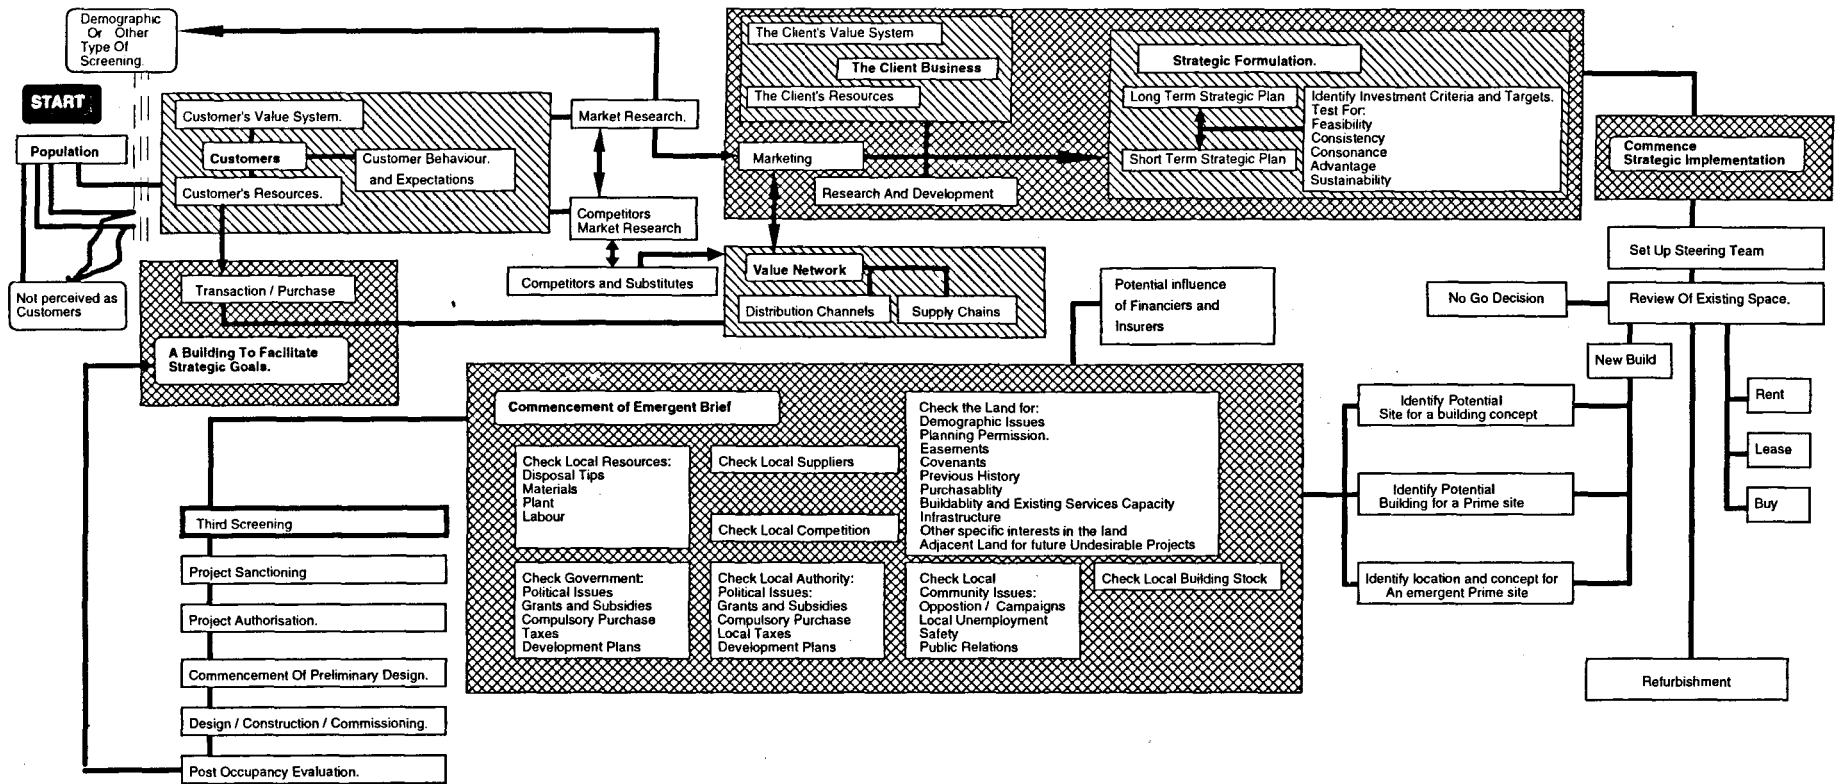 Demographic
Or Other
Type Of
Screening.
START
Population
Not perceived as
Customers
Customer's Value System.
Customers
Customer's Resources.
Customer Behaviour.
and Expectations
Market Research.
Competitors
Market Research
Competitors and Substitutes
Transaction / Purchase
A Building To Facilitate
Strategic Goals.
The Client's Value System
The Client Business
The Client's Resources
Marketing
Research And Development
Strategic Formulation.
Long Term Strategic Plan
Short Term Strategic Plan
Identify Investment Criteria and Targets.
Test For:
Feasibility
Consistency
Consonance
Advantage
Sustainability
Value Network
Distribution Channels
Supply Chains
Commence
Strategic Implementation
Set Up Steering Team
Review Of Existing Space.
No Go Decision
New Build
Rent
Lease
Buy
Refurbishment
Identify Potential
Site for a building concept
Identify Potential
Building for a Prime site
Identify location and concept for
An emergent Prime site
Potential influence
of Financiers and
Insurers
Commencement of Emergent Brief
Check Local Resources:
Disposal Tips
Materials
Plant
Labour
Check Local Suppliers
Check Local Competition
Check the Land for:
Demographic Issues
Planning Permission.
Easements
Covenants
Previous History
Purchasablity
Buildablity and Existing Services Capacity
Infrastructure
Other specific interests in the land
Adjacent Land for future Undesirable Projects
Check Government:
Political Issues
Grants and Subsidies
Compulsory Purchase
Taxes
Development Plans
Check Local Authority:
Political Issues:
Grants and Subsidies
Compulsory Purchase
Local Taxes
Development Plans
Check Local
Community Issues:
Oppostion / Campaigns
Local Unemployment
Safety
Public Relations
Check Local Building Stock
Third Screening
Project Sanctioning
Project Authorisation.
Commencement Of Preliminary Design.
Design / Construction / Commissioning.
Post Occupancy Evaluation.